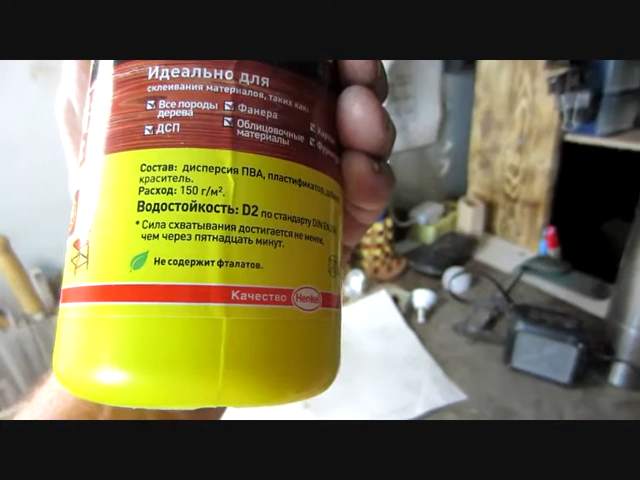 Идеально для
склеивания материалов, таких как:
Все породы
дерева
Фанера
ДСП
Облицовочные
материалы
Состав: дисперсия ПВА, пластификатор,
краситель.
Расход: 150 г/м².
Водостойкость: D2 по стандарту DIN EN
* Сила схватывания достигается не менее,
чем через пятнадцать минут.
Не содержит фталатов.
Качество Henkel